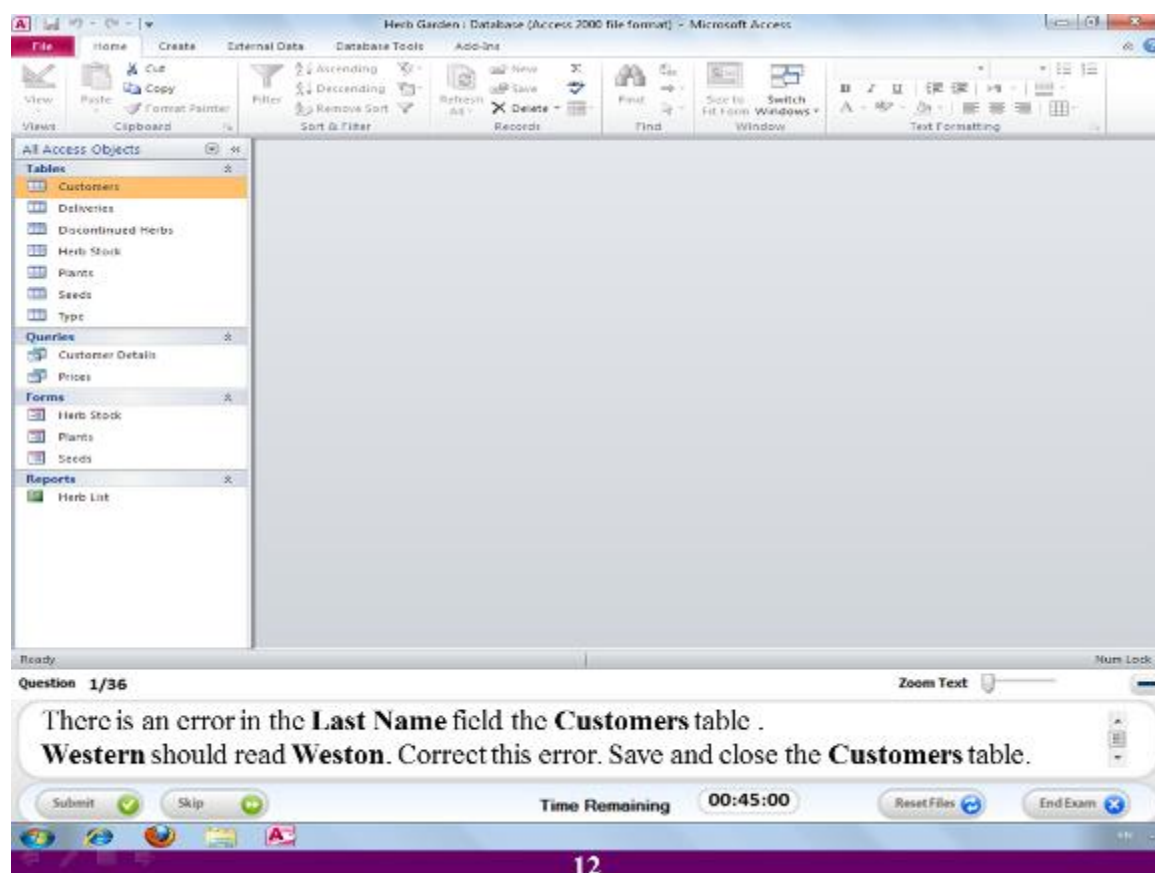 Herb Garden : Database (Access 2000 file format) - Microsoft Access
File Home Create External Data Database Tools Add-Ins
View
Paste
Cut
Copy
Format Painter
Filter
Ascending
Descending
Remove Sort
Refresh All
New
Save
Delete
Find
Size to Fit Form
Switch Windows
Views Clipboard Sort & Filter Records Find Window Text Formatting
All Access Objects
Tables
Customers
Deliveries
Discontinued Herbs
Herb Stock
Plants
Seeds
Type
Queries
Customer Details
Prices
Forms
Herb Stock
Plants
Seeds
Reports
Herb List
Ready Num Lock
Question 1/36 Zoom Text
There is an error in the Last Name field the Customers table .
Western should read Weston. Correct this error. Save and close the Customers table.
Submit Skip Time Remaining 00:45:00 Reset Files End Exam
12